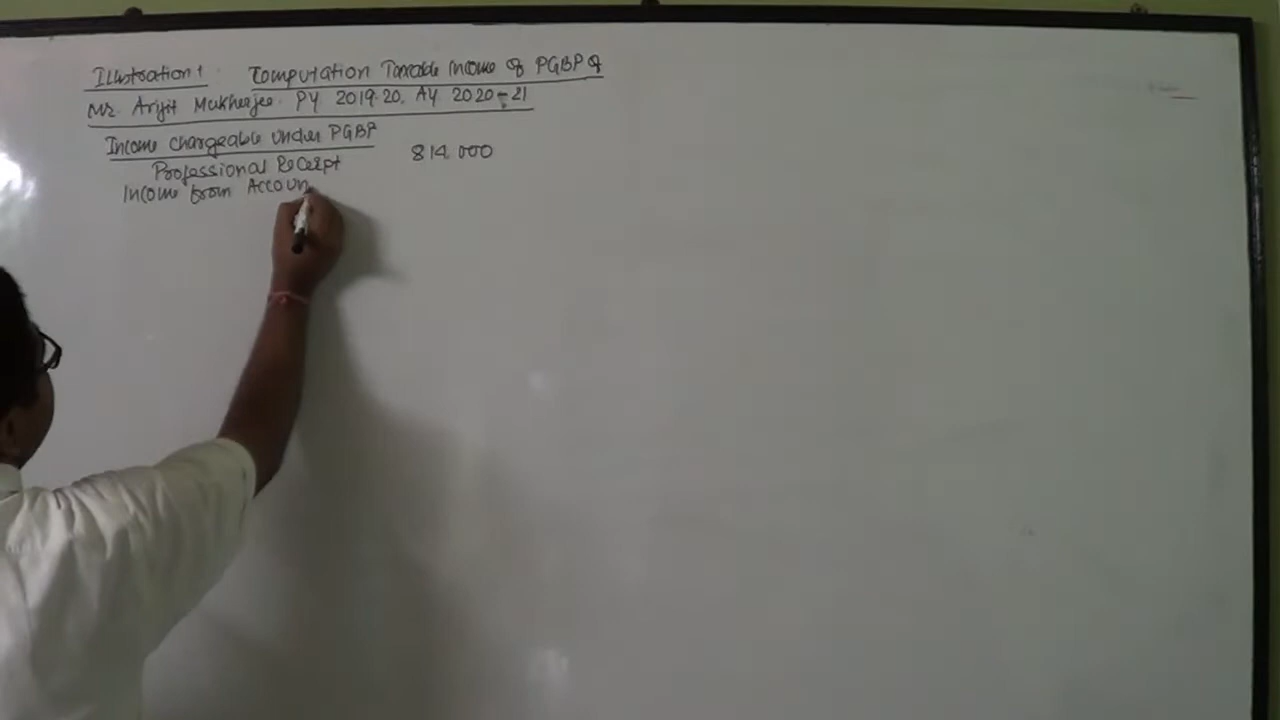 Illustration 1 Computation Taxable Income of PGBP of
Mr. Arijit Mukherjee. PY 2019-20. AY 2020-21
Income chargeable under PGBP
Professional Receipt 814.000
Income from Accoun